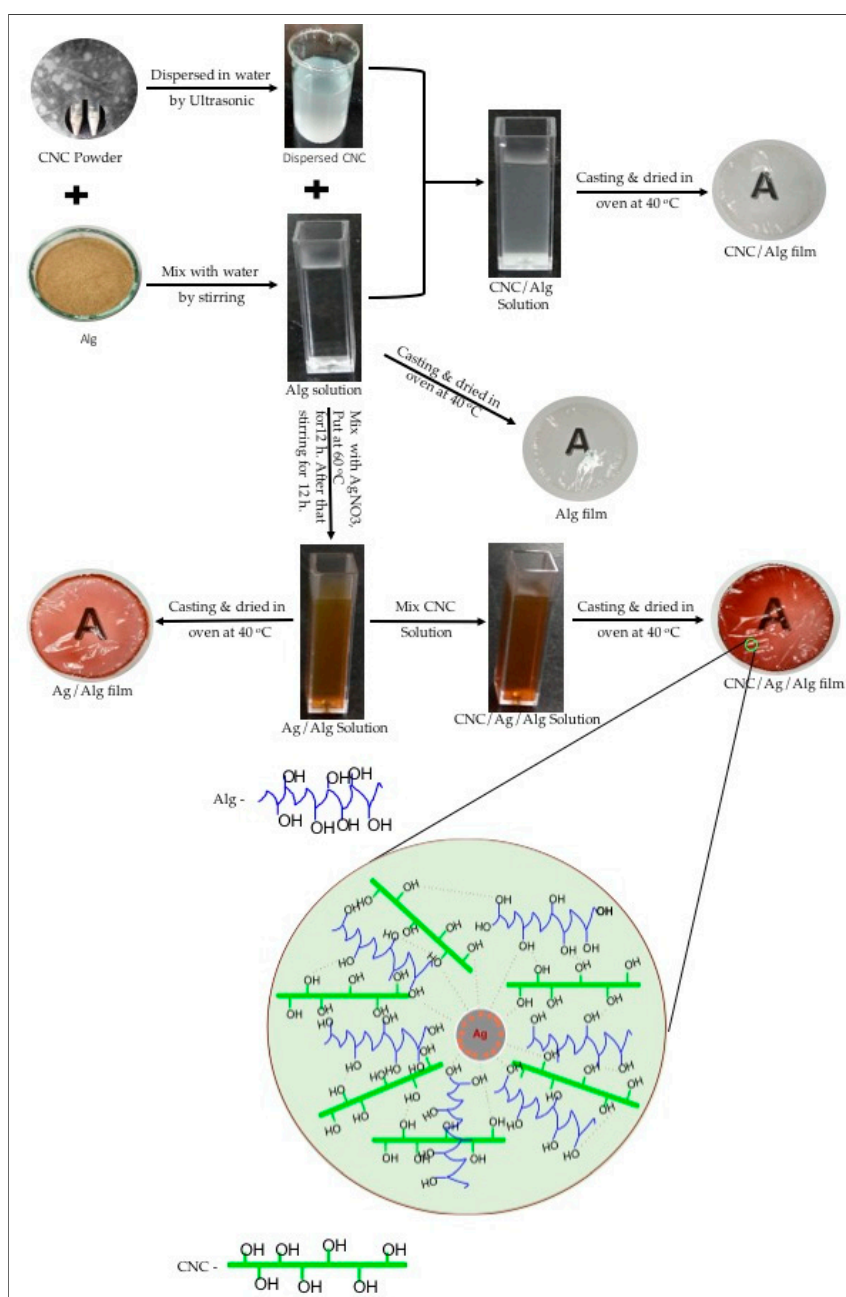 Dispersed in water
by Ultrasonic
CNC Powder
Dispersed CNC
Casting & dried in
oven at 40 °C
A
CNC/Alg film
Mix with water
by stirring
CNC/Alg
Solution
Alg
Alg solution
Casting & dried in
oven at 40 °C
A
Alg film
Mix with AgNO3,
Put at 60 °C
for12 h. After that
stirring for 12 h.
A
Casting & dried in
oven at 40 °C
Mix CNC
Solution
Casting & dried in
oven at 40 °C
A
Ag/Alg film
Ag/Alg Solution
CNC/Ag/Alg Solution
CNC/Ag/Alg film
Alg -
OH OH OH
OH OH OH OH
Ag
CNC -
OH OH OH OH
OH OH OH